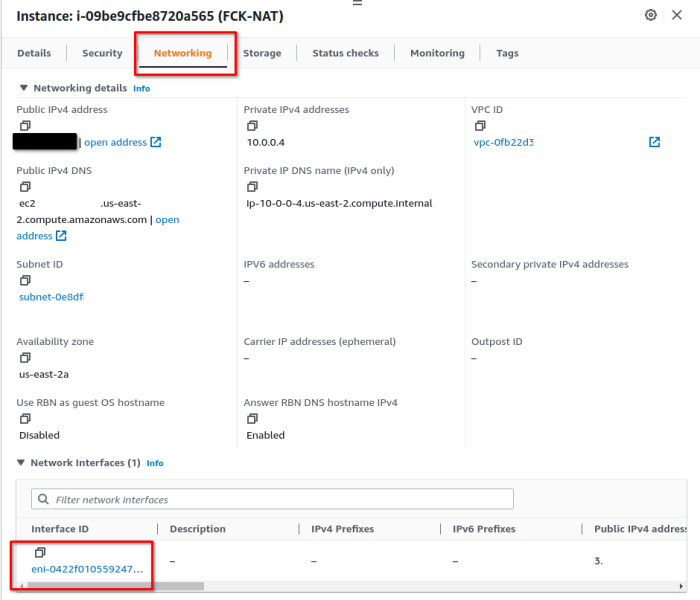 Instance: i-09be9cfbe8720a565 (FCK-NAT)
Details Security Networking Storage Status checks Monitoring Tags
Networking details Info
Public IPv4 address Private IPv4 addresses VPC ID
| open address 10.0.0.4 vpc-0fb22d3
Public IPv4 DNS Private IP DNS name (IPv4 only)
ec2 .us-east- ip-10-0-0-4.us-east-2.compute.internal
2.compute.amazonaws.com | open
address
Subnet ID IPV6 addresses Secondary private IPv4 addresses
– –
subnet-0e8df
Availability zone Carrier IP addresses (ephemeral) Outpost ID
– –
us-east-2a
Use RBN as guest OS hostname Answer RBN DNS hostname IPv4
Disabled Enabled
Network Interfaces (1) Info
Filter network interfaces
Interface ID Description IPv4 Prefixes IPv6 Prefixes Public IPv4 address
eni-0422f010559247... – – – 3.